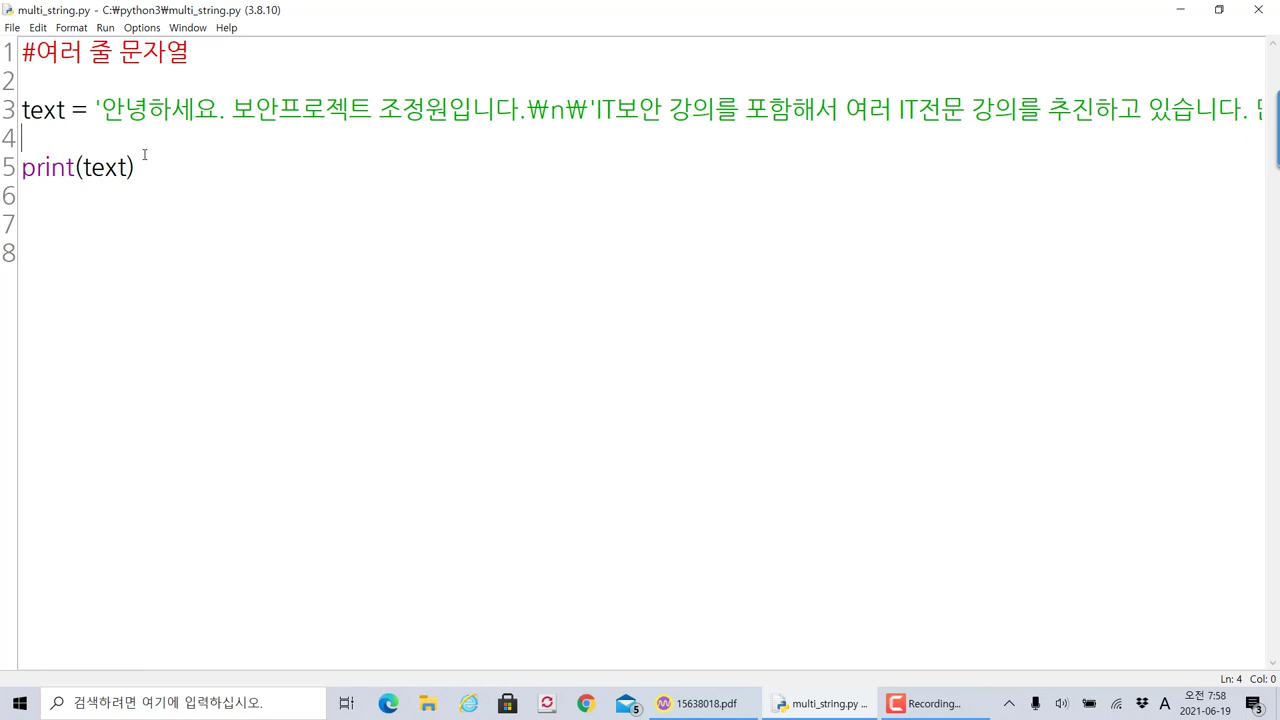 multi_string.py - C:₩python3₩multi_string.py (3.8.10)
File Edit Format Run Options Window Help
1 #여러 줄 문자열
2
3 text = '안녕하세요. 보안프로젝트 조정원입니다.₩n₩'IT보안 강의를 포함해서 여러 IT전문 강의를 추진하고 있습니다.
4
5 print(text)
6
7
8
Ln: 4 Col: 0
검색하려면 여기에 입력하십시오.
5
15638018.pdf
multi_string.py ...
Recording...
A
오전 7:58
2021-06-19
3